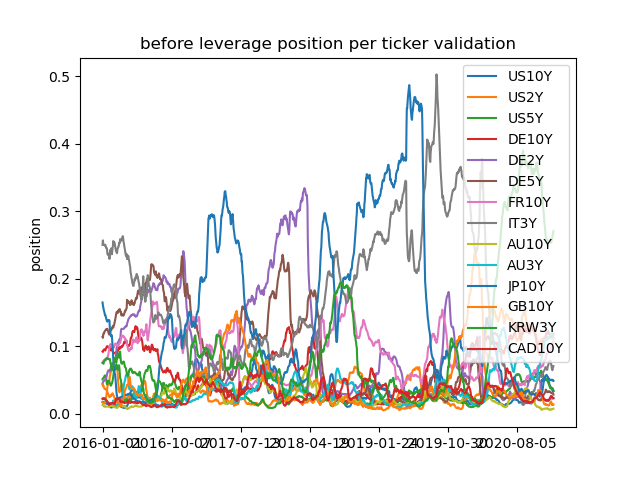 before leverage position per ticker validation
0.5
0.4
0.3
0.2
0.1
0.0
position
US10Y
US2Y
US5Y
DE10Y
DE2Y
DE5Y
FR10Y
IT3Y
AU10Y
AU3Y
JP10Y
GB10Y
KRW3Y
CAD10Y
2016-01-01 2016-10-07 2017-07-13 2018-04-19 2019-01-24 2019-10-30 2020-08-05